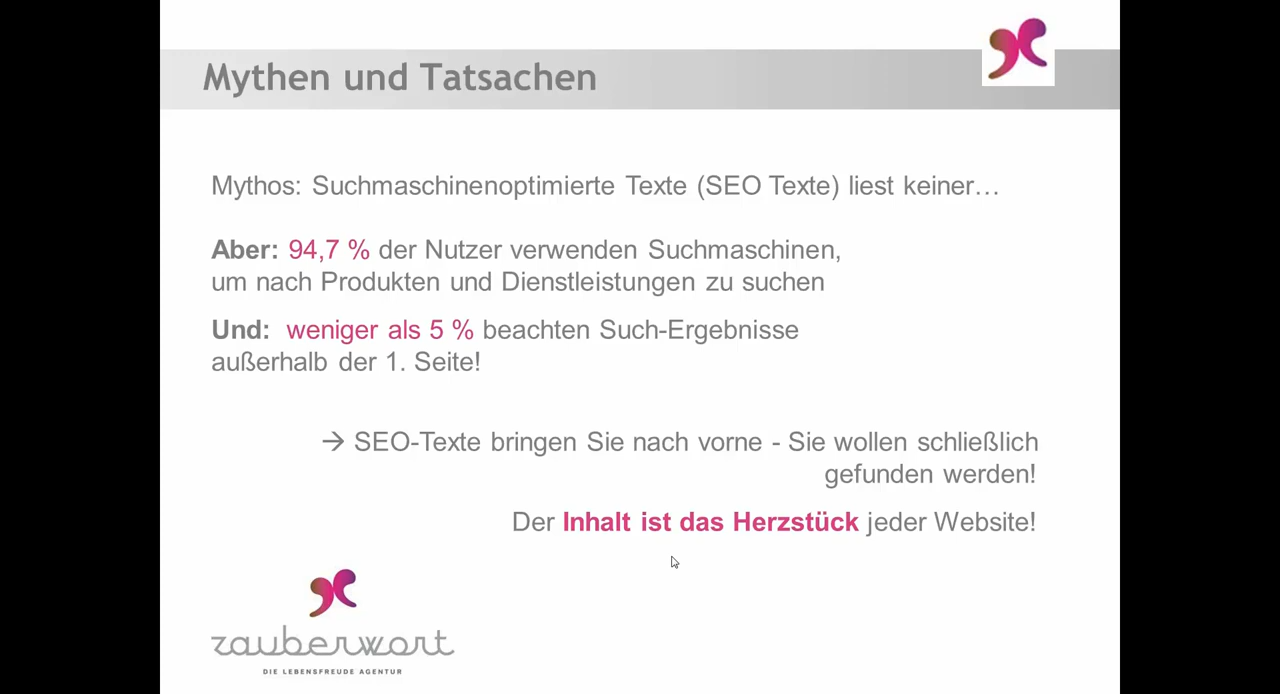 Mythen und Tatsachen
Mythos: Suchmaschinenoptimierte Texte (SEO Texte) liest keiner…
Aber: 94,7 % der Nutzer verwenden Suchmaschinen,
um nach Produkten und Dienstleistungen zu suchen
Und: weniger als 5 % beachten Such-Ergebnisse
außerhalb der 1. Seite!
→ SEO-Texte bringen Sie nach vorne - Sie wollen schließlich
gefunden werden!
Der Inhalt ist das Herzstück jeder Website!
zauberwort
DIE LEBENSFREUDE AGENTUR